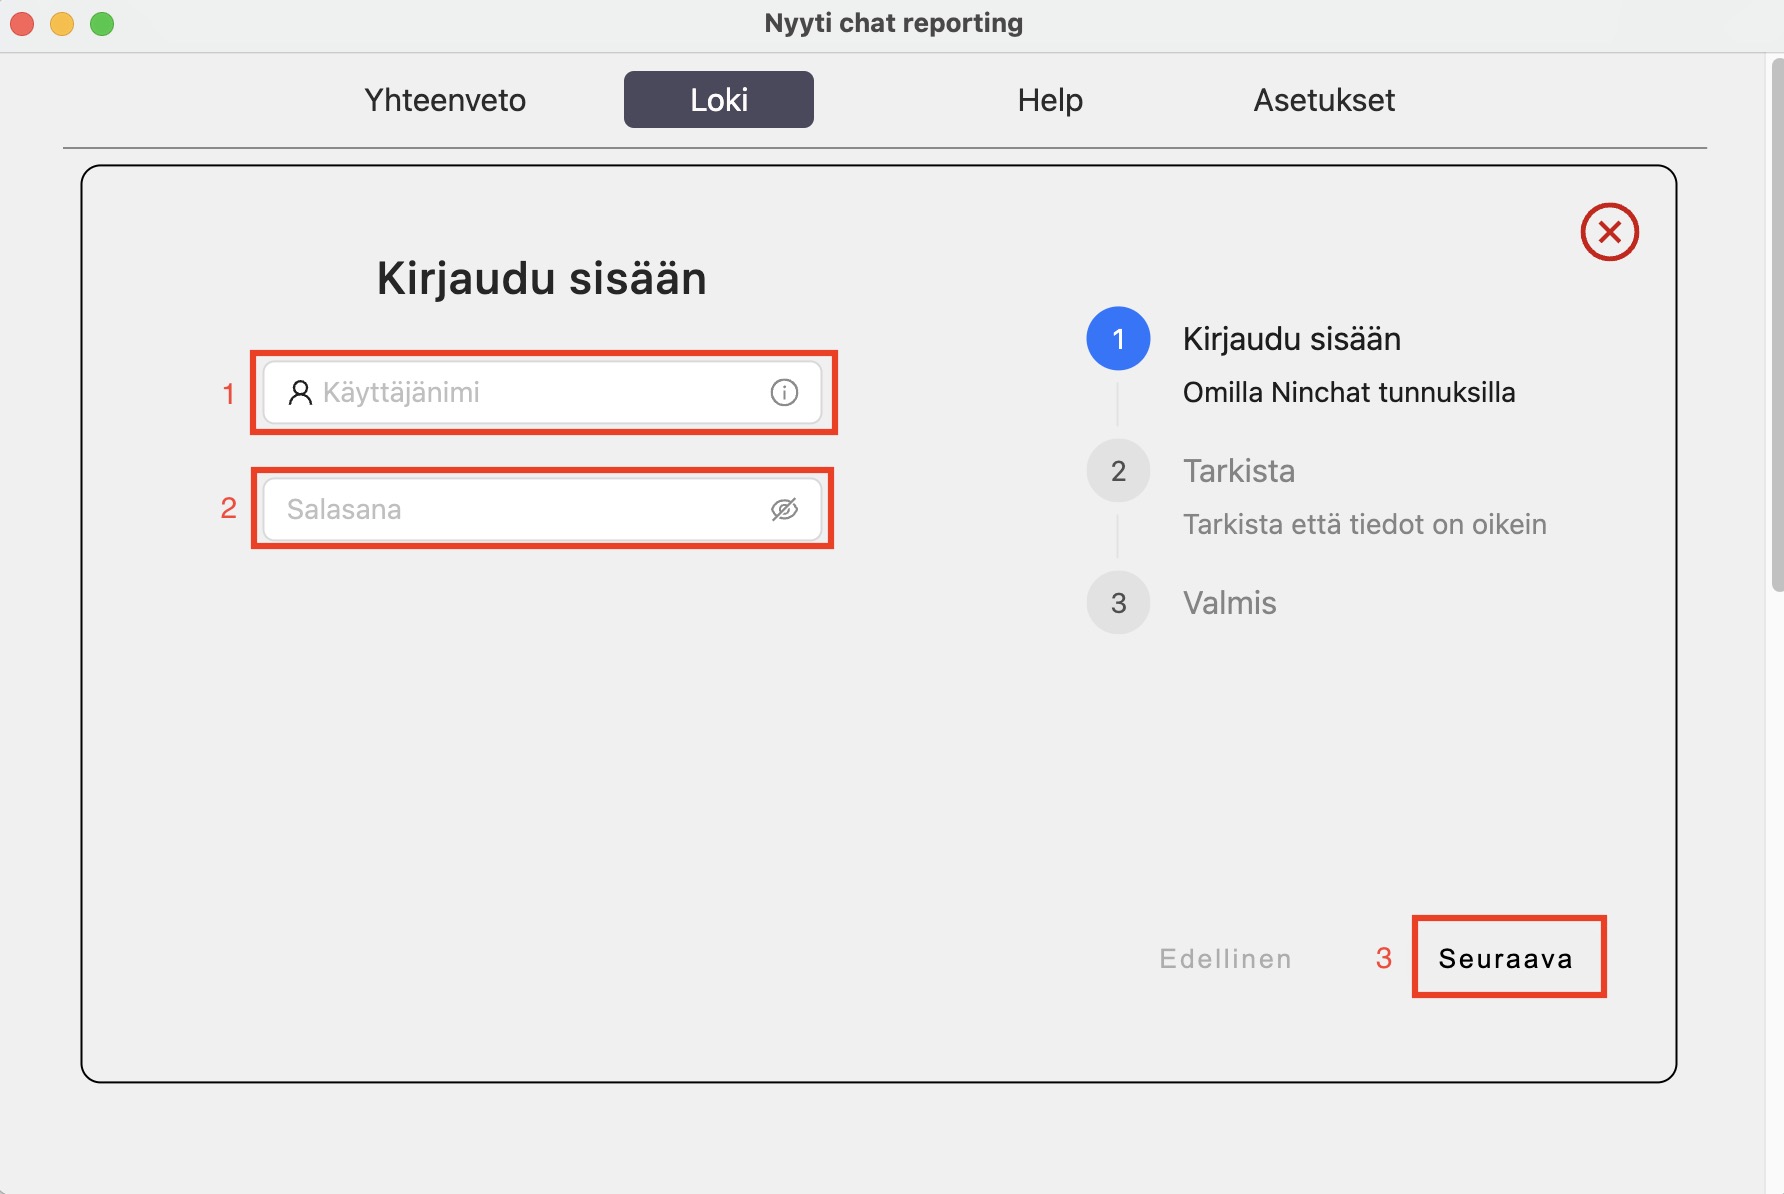 Nyyti chat reporting
Yhteenveto Loki Help Asetukset
Kirjaudu sisään
1 Käyttäjänimi
2 Salasana
1 Kirjaudu sisään
Omilla Ninchat tunnuksilla
2 Tarkista
Tarkista että tiedot on oikein
3 Valmis
Edellinen 3 Seuraava